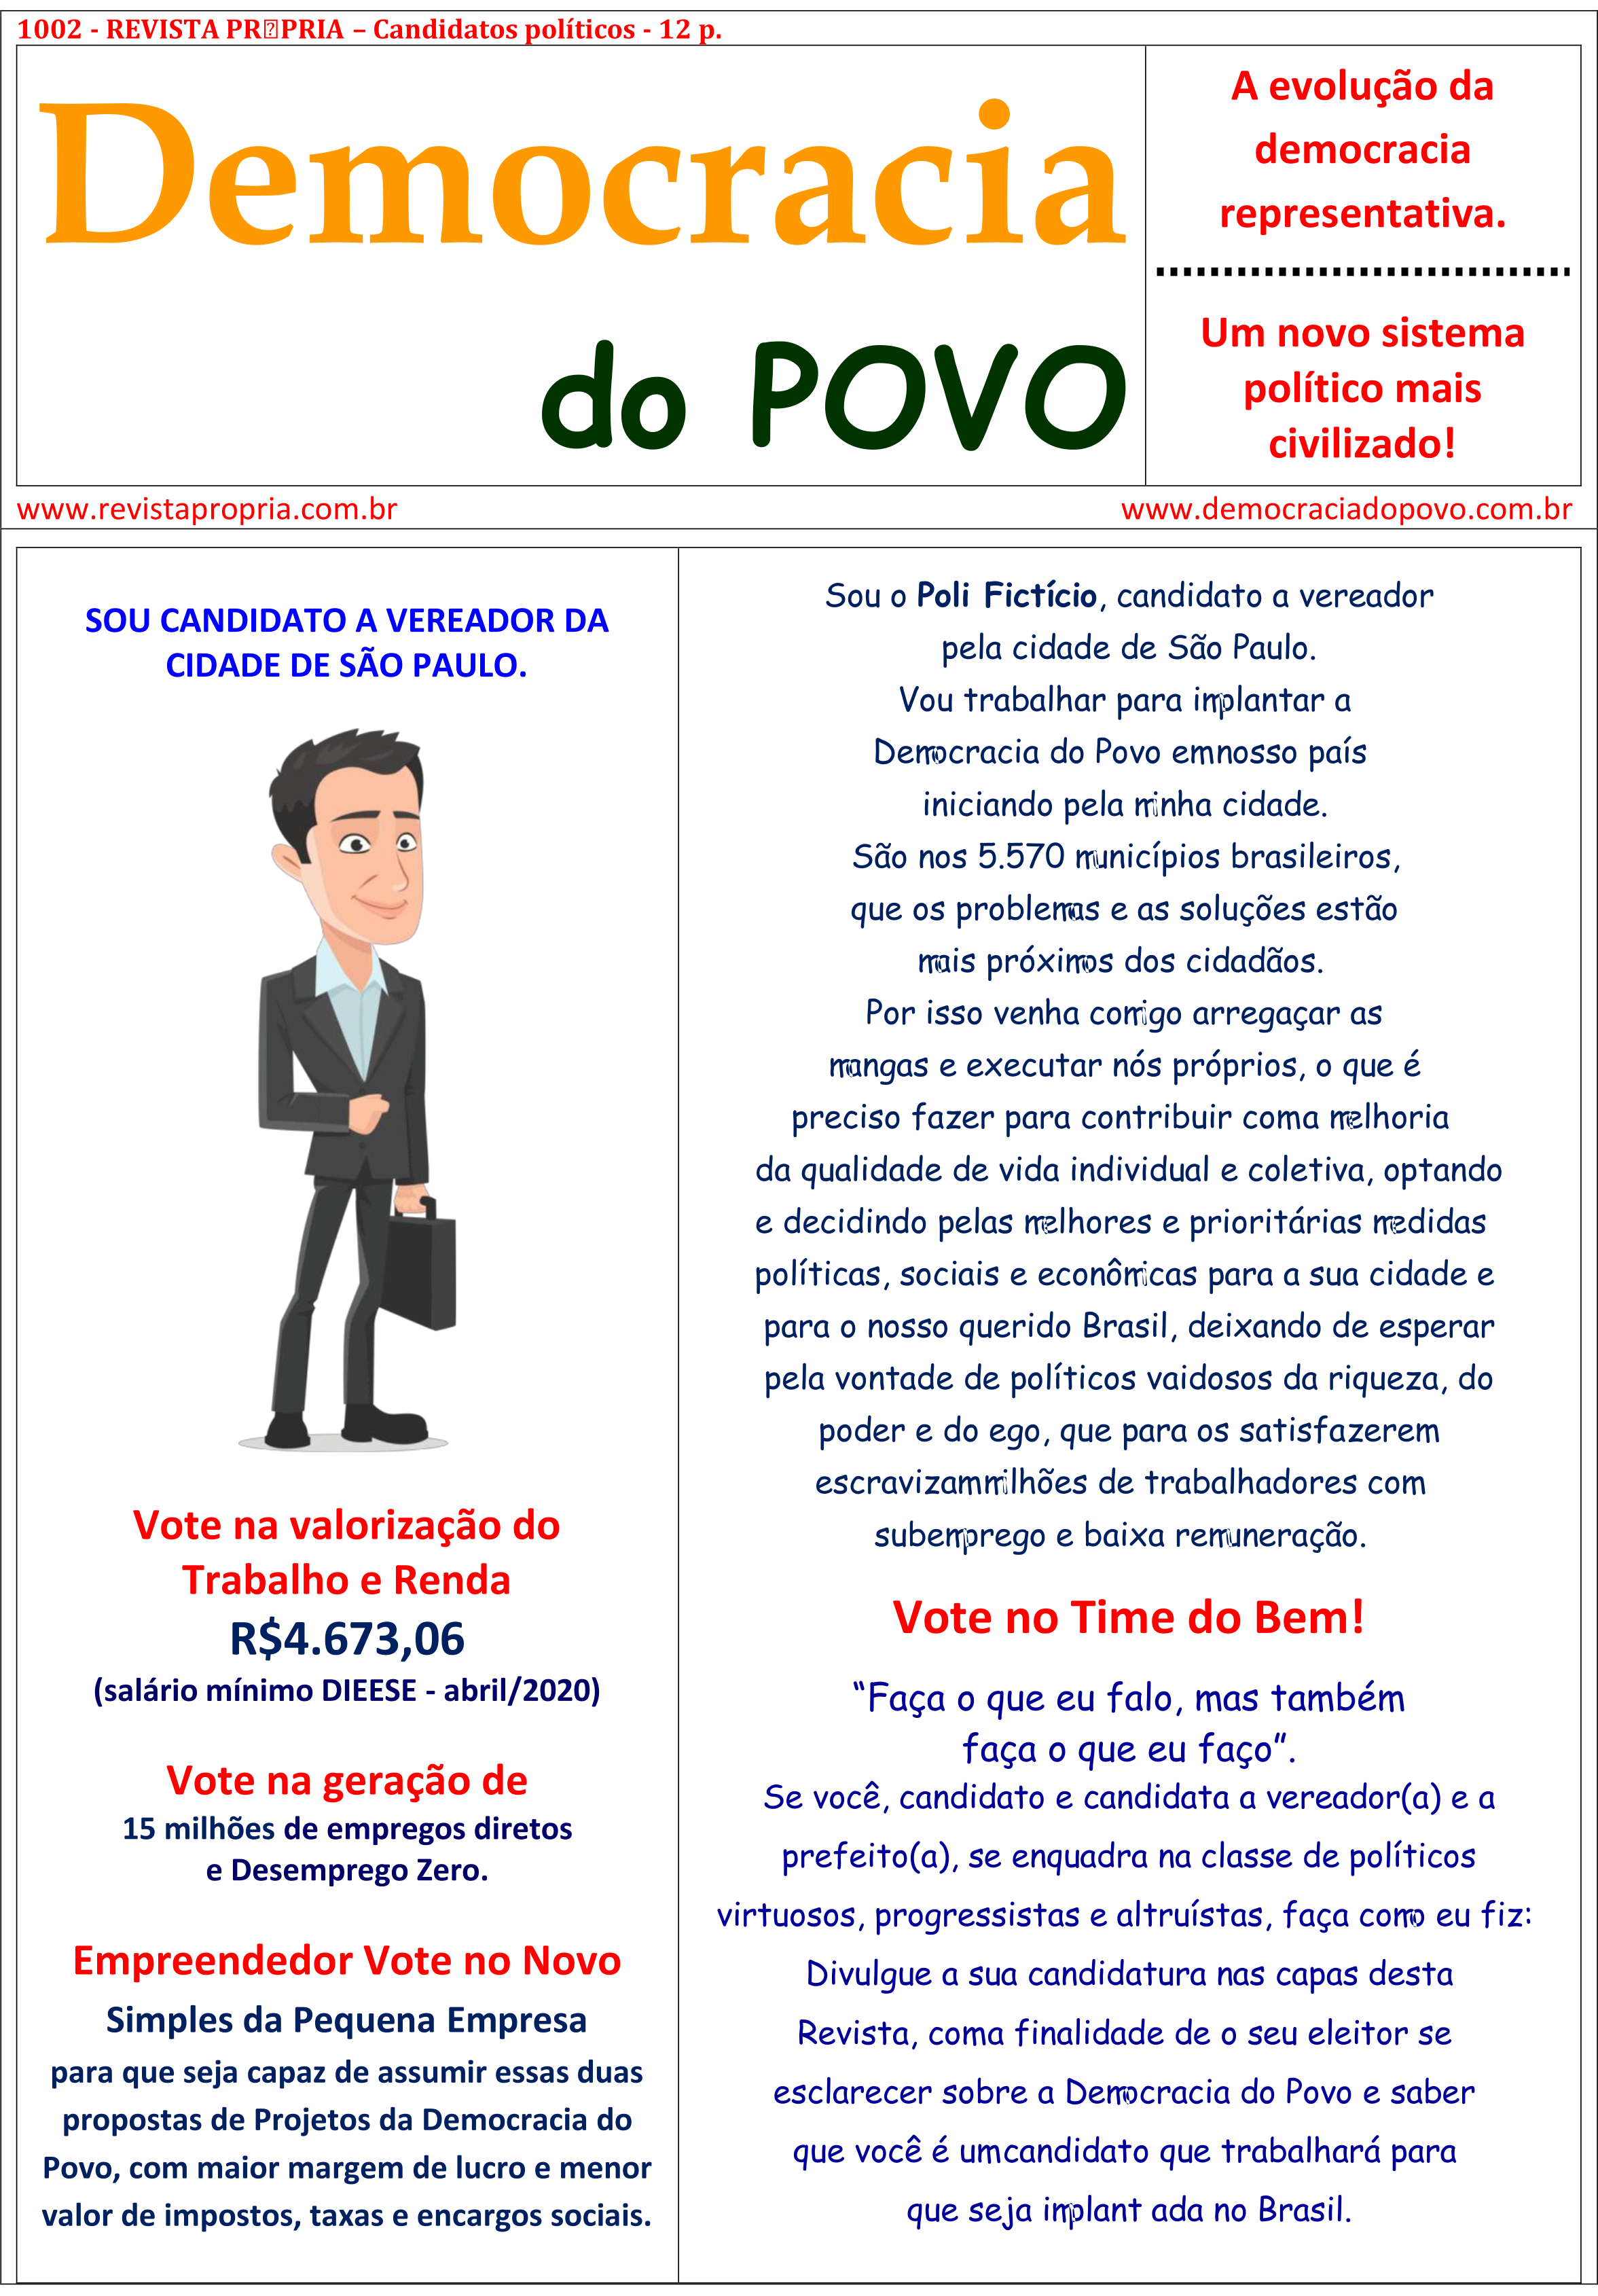 1002 - REVISTA PR�PRIA – Candidatos políticos - 12 p.
Democracia
do POVO
A evolução da
democracia
representativa.
Um novo sistema
político mais
civilizado!
www.revistapropria.com.br
www.democraciadopovo.com.br
SOU CANDIDATO A VEREADOR DA
CIDADE DE SÃO PAULO.
Vote na valorização do
Trabalho e Renda
R$4.673,06
(salário mínimo DIEESE - abril/2020)
Vote na geração de
15 milhões de empregos diretos
e Desemprego Zero.
Empreendedor Vote no Novo
Simples da Pequena Empresa
para que seja capaz de assumir essas duas
propostas de Projetos da Democracia do
Povo, com maior margem de lucro e menor
valor de impostos, taxas e encargos sociais.
Sou o Poli Fictício, candidato a vereador
pela cidade de São Paulo.
Vou trabalhar para implantar a
Democracia do Povo emnosso país
iniciando pela minha cidade.
São nos 5.570 municípios brasileiros,
que os problemas e as soluções estão
mais próximos dos cidadãos.
Por isso venha comigo arregaçar as
mangas e executar nós próprios, o que é
preciso fazer para contribuir coma melhoria
da qualidade de vida individual e coletiva, optando
e decidindo pelas melhores e prioritárias medidas
políticas, sociais e econômicas para a sua cidade e
para o nosso querido Brasil, deixando de esperar
pela vontade de políticos vaidosos da riqueza, do
poder e do ego, que para os satisfazerem
escravizammilhões de trabalhadores com
subemprego e baixa remuneração.
Vote no Time do Bem!
“Faça o que eu falo, mas também
faça o que eu faço”.
Se você, candidato e candidata a vereador(a) e a
prefeito(a), se enquadra na classe de políticos
virtuosos, progressistas e altruístas, faça como eu fiz:
Divulgue a sua candidatura nas capas desta
Revista, coma finalidade de o seu eleitor se
esclarecer sobre a Democracia do Povo e saber
que você é umcandidato que trabalhará para
que seja implant ada no Brasil.